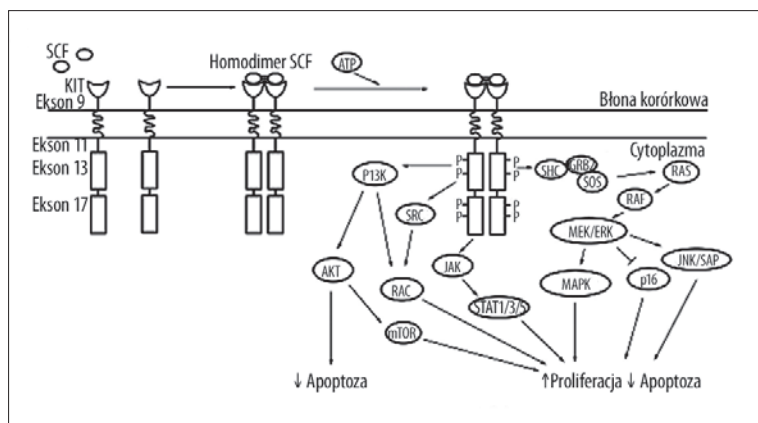 SCF
Homodimer SCF
ATP
KIT
Ekson 9
Błona korórkowa
Ekson 11
Cytoplazma
Ekson 13
P13K
P
P
P
P
SHC
GRB2
SOS
RAS
Ekson 17
SRC
P
P
P
P
RAF
MEK/ERK
AKT
RAC
JAK
MAPK
p16
JNK/SAP
mTOR
STAT1/3/5
↓ Apoptoza
↑Proliferacja ↓ Apoptoza